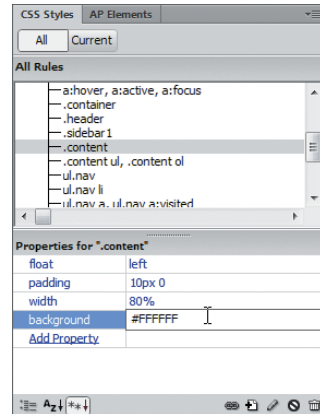 CSS Styles AP Elements
All Current
All Rules
a:hover, a:active, a:focus
.container
.header
.sidebar1
.content
.content ul, .content ol
ul.nav
ul.nav li
ul.nav a, ul.nav a:visited
Properties for ".content"
float left
padding 10px 0
width 80%
background #FFFFFF
Add Property
AZ↓ **↓